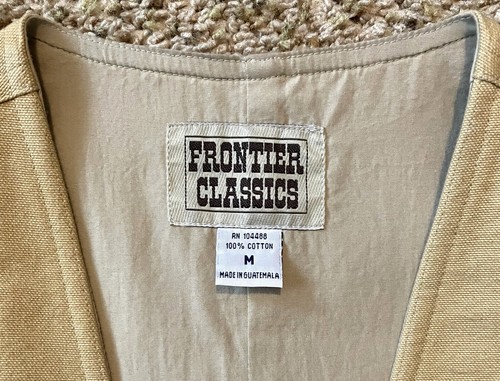 FRONTIER
CLASSICS
RN 104488
100% COTTON
M
MADE IN GUATEMALA